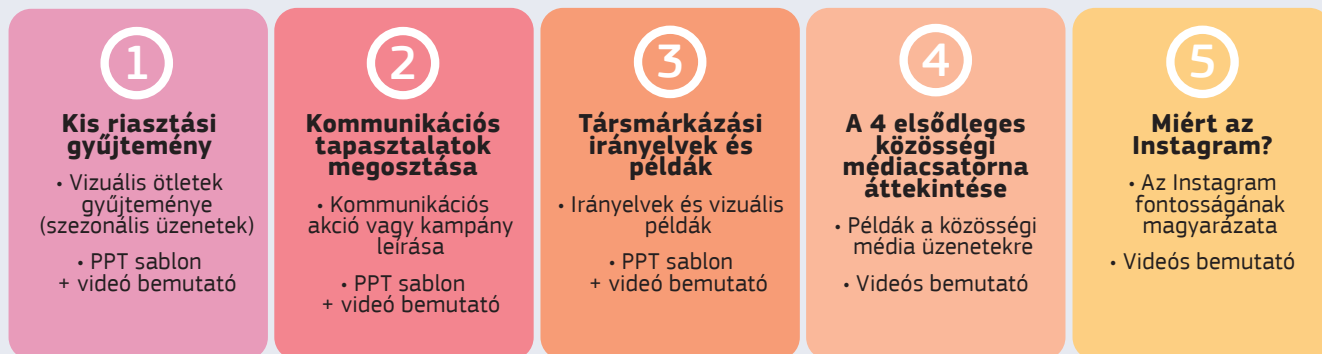 1
Kis riasztási
gyűjtemény
• Vizuális ötletek
gyűjteménye
(szezonális üzenetek)
• PPT sablon
+ videó bemutató
2
Kommunikációs
tapasztalatok
megosztása
• Kommunikációs
akció vagy kampány
leírása
• PPT sablon
+ videó bemutató
3
Társmárkázási
irányelvek és
példák
• Irányelvek és vizuális
példák
• PPT sablon
+ videó bemutató
4
A 4 elsődleges
közösségi
médiacsatorna
áttekintése
• Példák a közösségi
média üzenetekre
• Videós bemutató
5
Miért az
Instagram?
• Az Instagram
fontosságának
magyarázata
• Videós bemutató